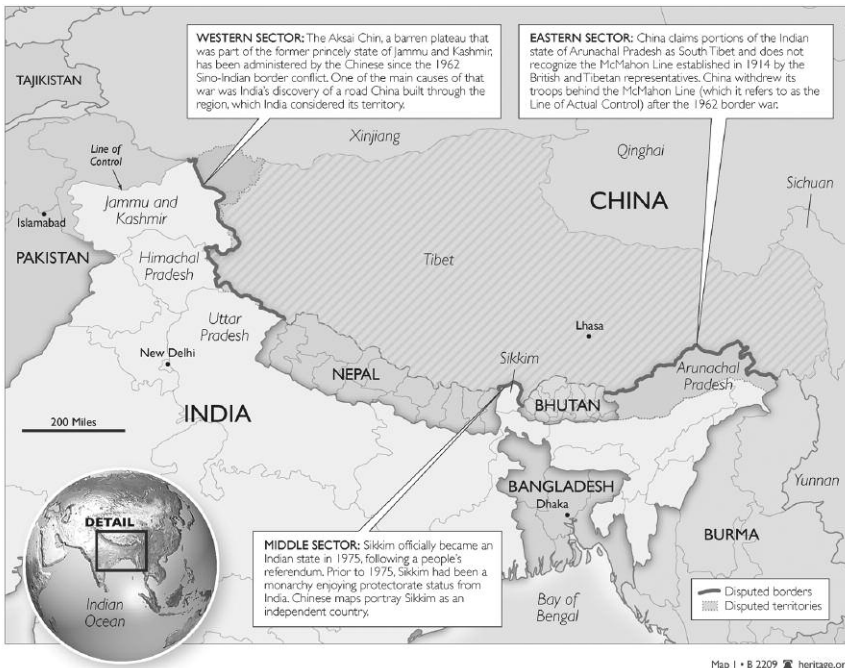 WESTERN SECTOR: The Aksai Chin, a barren plateau that
was part of the former princely state of Jammu and Kashmir,
has been administered by the Chinese since the 1962
Sino-Indian border conflict. One of the main causes of that
war was India's discovery of a road China built through the
region, which India considered its territory.
EASTERN SECTOR: China claims portions of the Indian
state of Arunachal Pradesh as South Tibet and does not
recognize the McMahon Line established in 1914 by the
British and Tibetan representatives. China withdrew its
troops behind the McMahon Line (which it refers to as the
Line of Actual Control) after the 1962 border war.
TAJIKISTAN
Xinjiang
Qinghai
Line of
Control
Sichuan
CHINA
Jammu and
Kashmir
Islamabad
PAKISTAN
Himachal
Pradesh
Tibet
Uttar
Pradesh
Lhasa
New Delhi
Sikkim
NEPAL
Arunachal
Pradesh
BHUTAN
INDIA
200 Miles
BANGLADESH
Dhaka
Yunnan
DETAIL
BURMA
MIDDLE SECTOR: Sikkim officially became an
Indian state in 1975, following a people's
referendum. Prior to 1975, Sikkim had been a
monarchy enjoying protectorate status from
India. Chinese maps portray Sikkim as an
independent country.
Indian
Ocean
Bay of
Bengal
Disputed borders
Disputed territories
Map 1 • B 2209 heritage.or